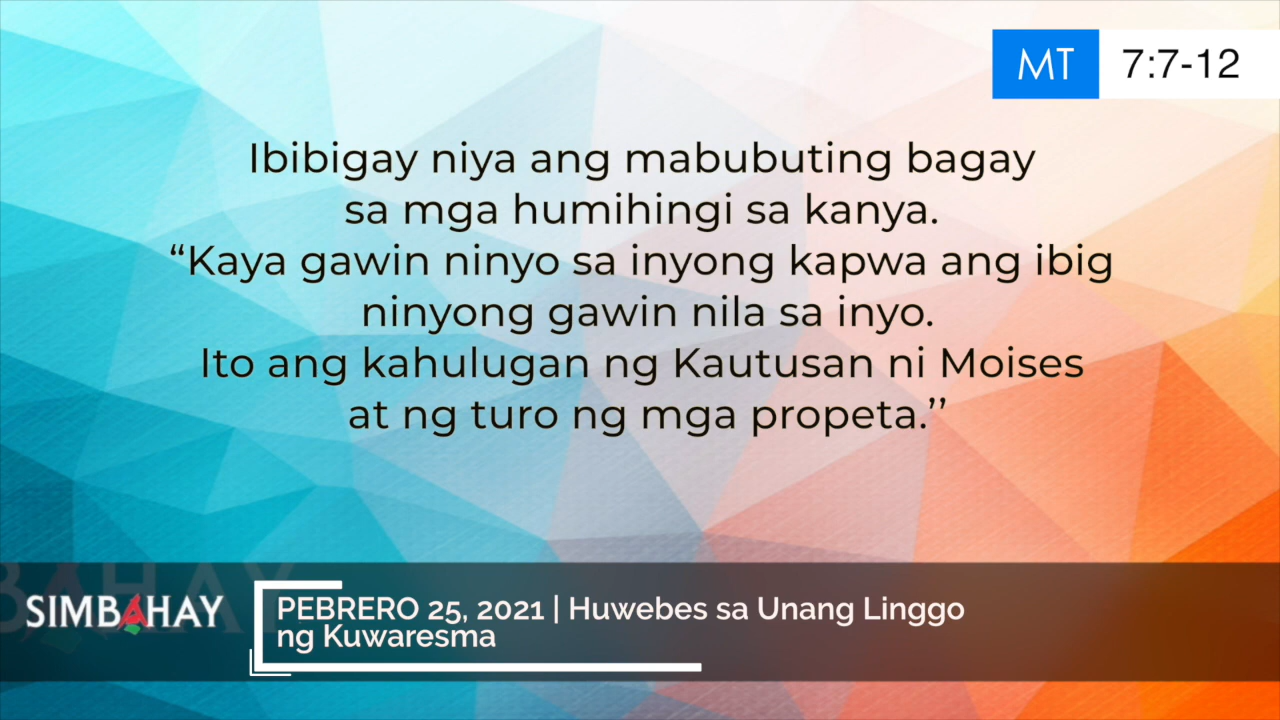 MT 7:7-12
Ibibigay niya ang mabubuting bagay
sa mga humihingi sa kanya.
“Kaya gawin ninyo sa inyong kapwa ang ibig
ninyong gawin nila sa inyo.
Ito ang kahulugan ng Kautusan ni Moises
at ng turo ng mga propeta.’’
SIMBAHAY
PEBRERO 25, 2021 | Huwebes sa Unang Linggo
ng Kuwaresma